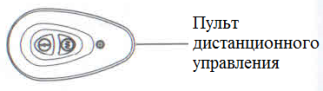 Пульт
дистанционного
управления